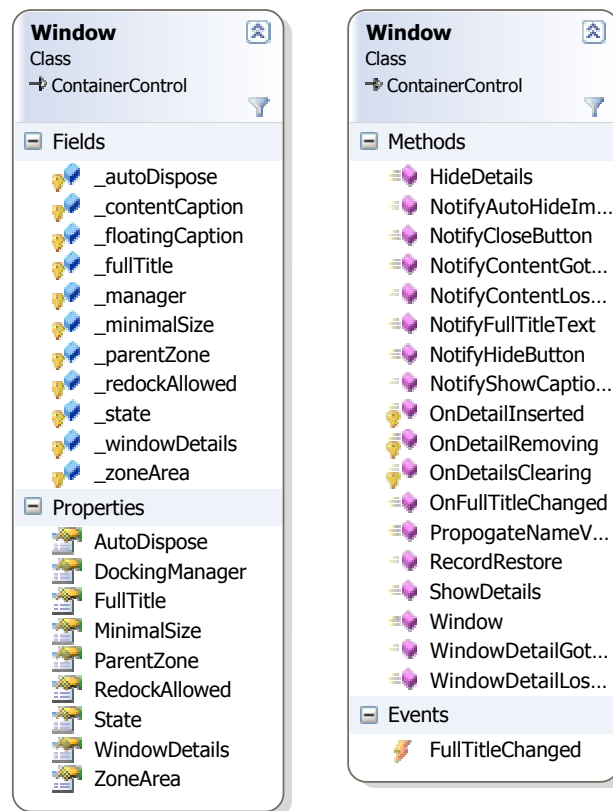 Window
Class
ContainerControl
Fields
_autoDispose
_contentCaption
_floatingCaption
_fullTitle
_manager
_minimalSize
_parentZone
_redockAllowed
_state
_windowDetails
_zoneArea
Properties
AutoDispose
DockingManager
FullTitle
MinimalSize
ParentZone
RedockAllowed
State
WindowDetails
ZoneArea
Window
Class
ContainerControl
Methods
HideDetails
NotifyAutoHideIm...
NotifyCloseButton
NotifyContentGot...
NotifyContentLos...
NotifyFullTitleText
NotifyHideButton
NotifyShowCaptio...
OnDetailInserted
OnDetailRemoving
OnDetailsClearing
OnFullTitleChanged
PropogateNameV...
RecordRestore
ShowDetails
Window
WindowDetailGot...
WindowDetailLos...
Events
FullTitleChanged